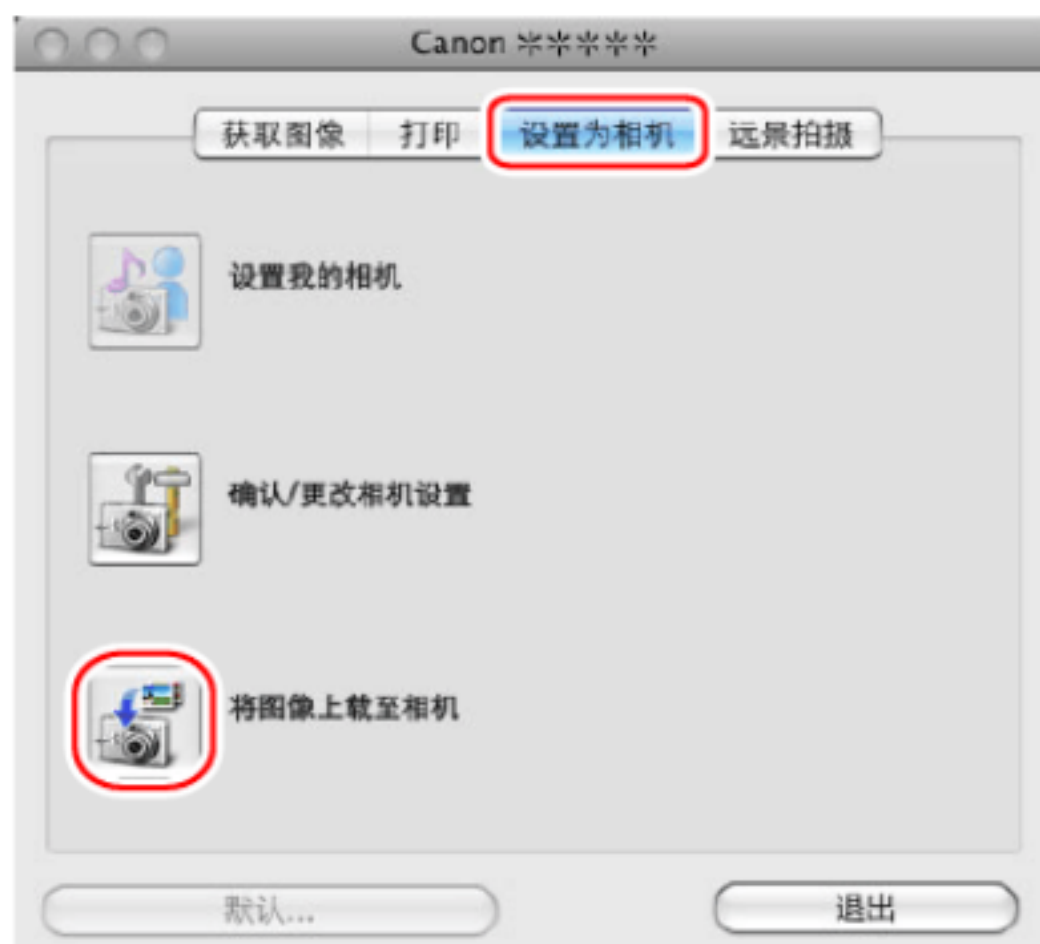 Canon ✲✲✲✲✲
获取图像 打印 设置为相机 远景拍摄
设置我的相机
确认/更改相机设置
将图像上载至相机
默认... 退出